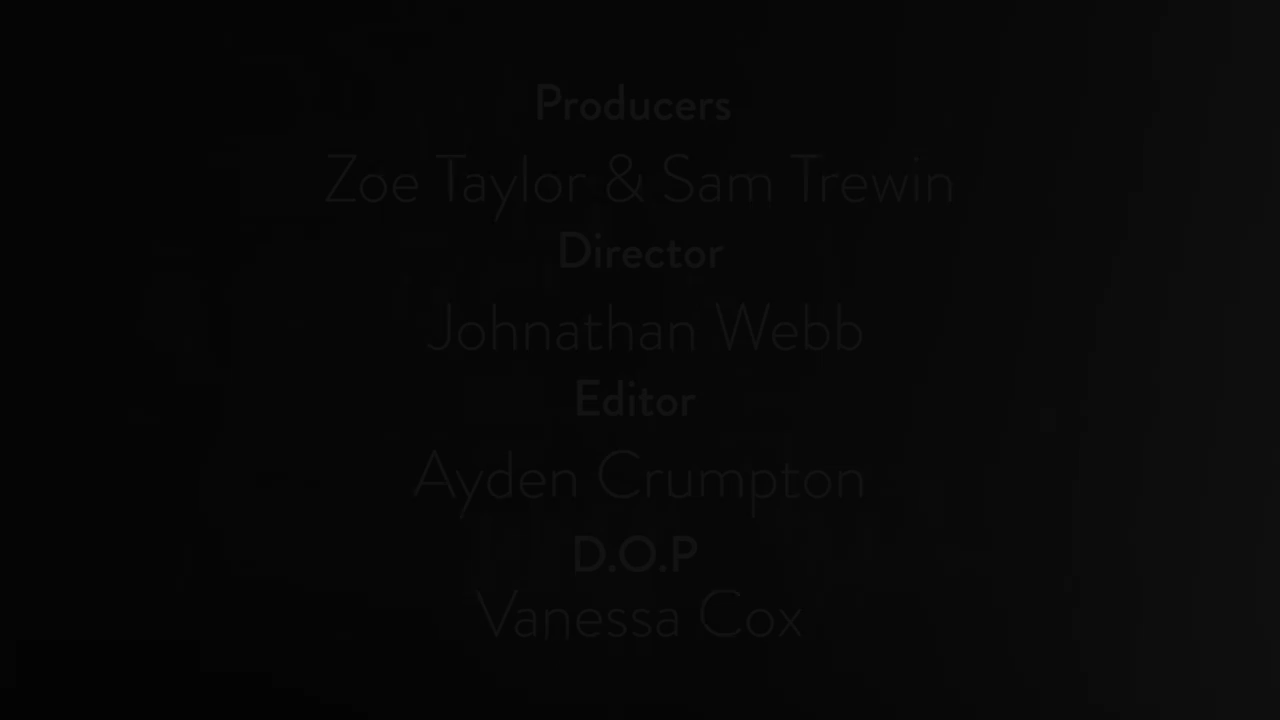 Producers
Zoe Taylor & Sam Trewin
Director
Johnathan Webb
Editor
Ayden Crumpton
D.O.P
Vanessa Cox